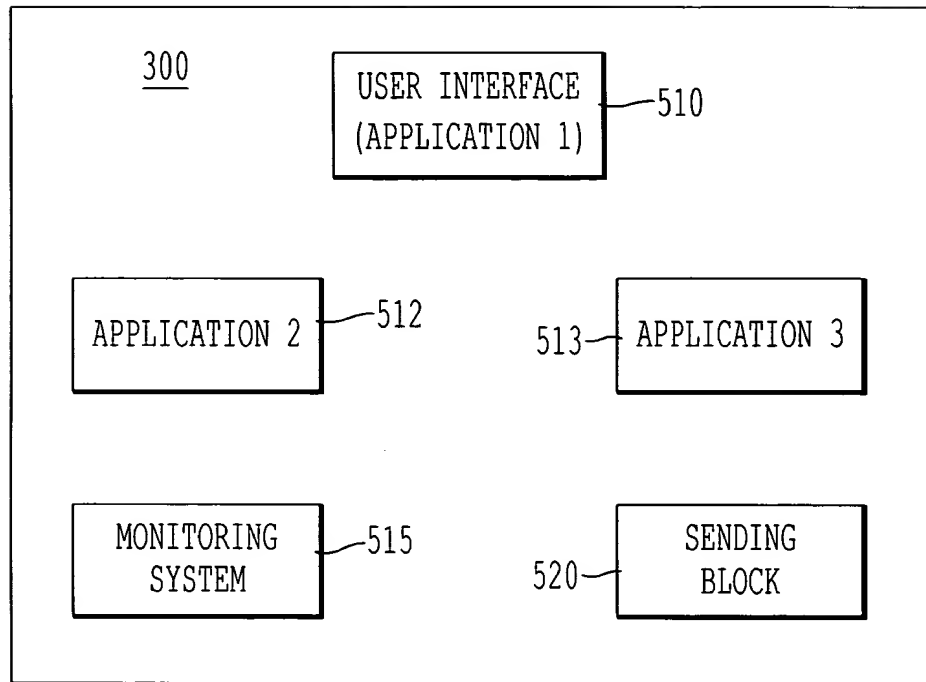 300
USER INTERFACE
(APPLICATION 1)
510
APPLICATION 2
512
513
APPLICATION 3
MONITORING
SYSTEM
515
520
SENDING
BLOCK